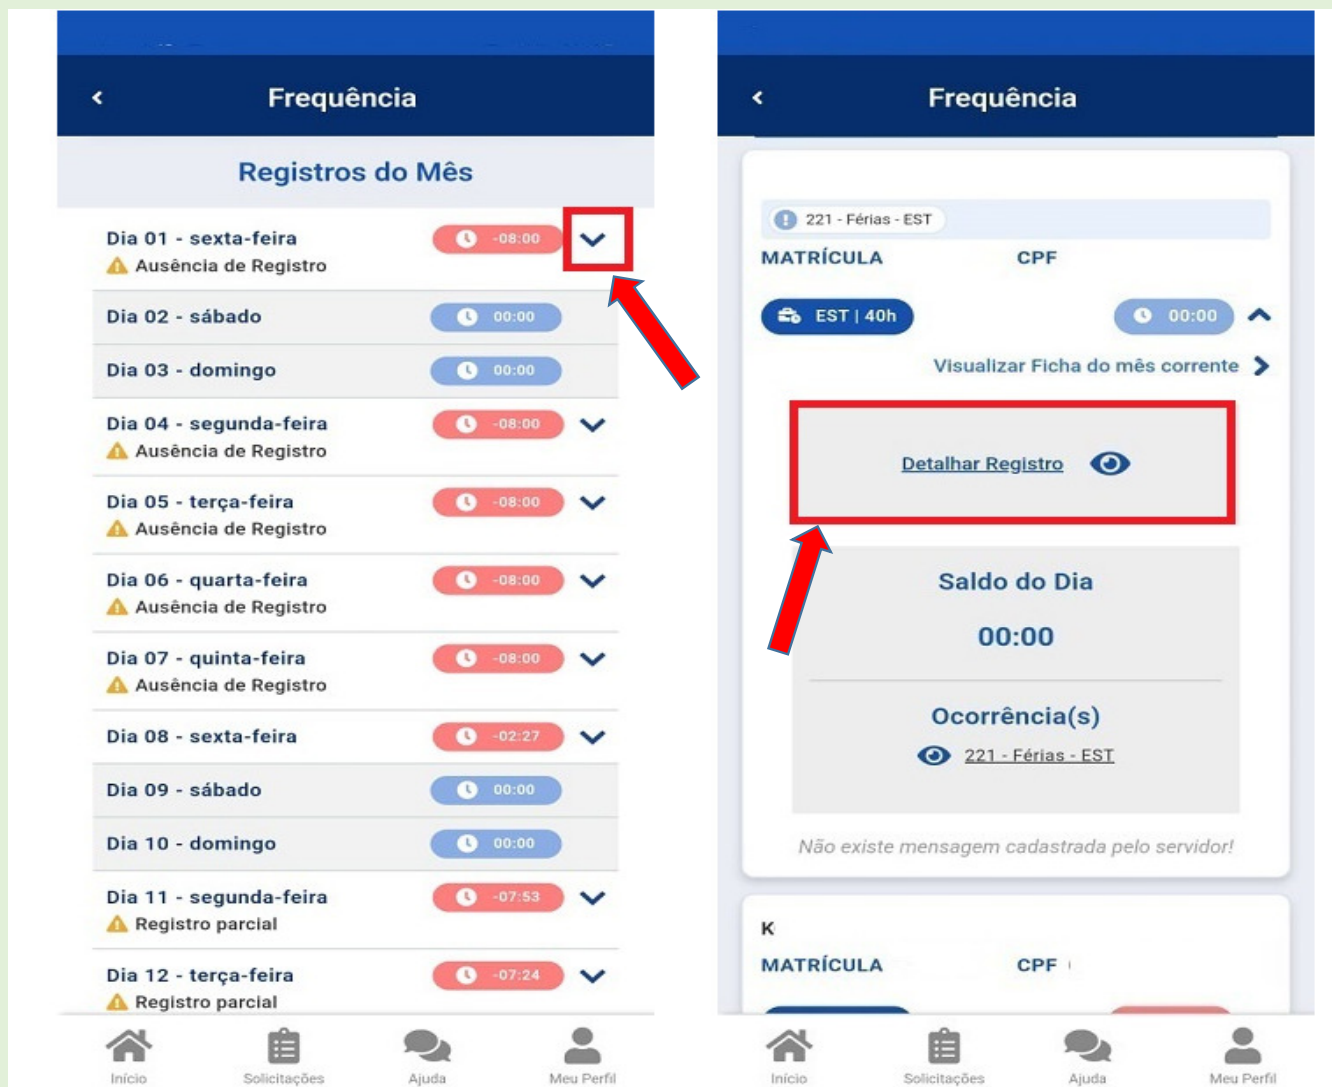 Frequência
Registros do Mês
Dia 01 - sexta-feira -08:00
Ausência de Registro
Dia 02 - sábado 00:00
Dia 03 - domingo 00:00
Dia 04 - segunda-feira -08:00
Ausência de Registro
Dia 05 - terça-feira -08:00
Ausência de Registro
Dia 06 - quarta-feira -08:00
Ausência de Registro
Dia 07 - quinta-feira -08:00
Ausência de Registro
Dia 08 - sexta-feira -02:27
Dia 09 - sábado 00:00
Dia 10 - domingo 00:00
Dia 11 - segunda-feira -07:53
Registro parcial
Dia 12 - terça-feira -07:24
Registro parcial
Início Solicitações Ajuda Meu Perfil
Frequência
221 - Férias - EST
MATRÍCULA CPF
EST | 40h 00:00
Visualizar Ficha do mês corrente
Detalhar Registro
Saldo do Dia
00:00
Ocorrência(s)
221 - Férias - EST
Não existe mensagem cadastrada pelo servidor!
K
MATRÍCULA CPF
Início Solicitações Ajuda Meu Perfil